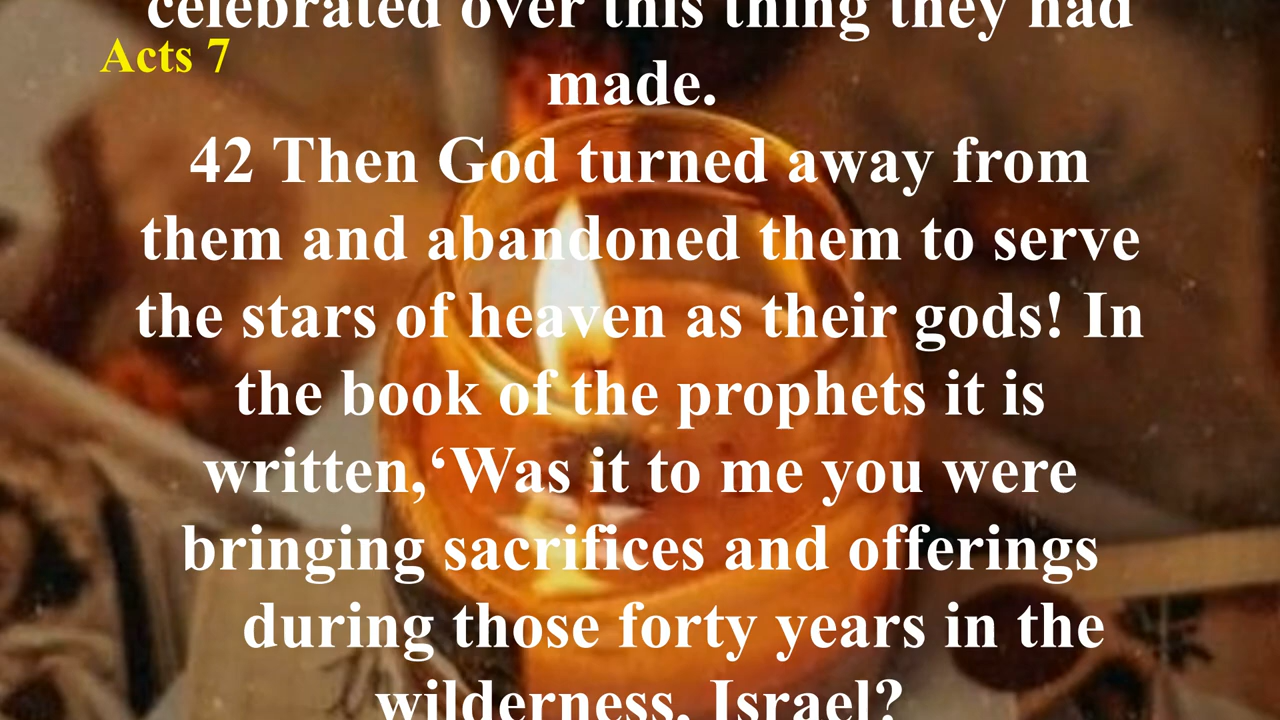 celebrated over this thing they had
Acts 7
made.
42 Then God turned away from
them and abandoned them to serve
the stars of heaven as their gods! In
the book of the prophets it is
written,‘Was it to me you were
bringing sacrifices and offerings
during those forty years in the
wilderness, Israel?